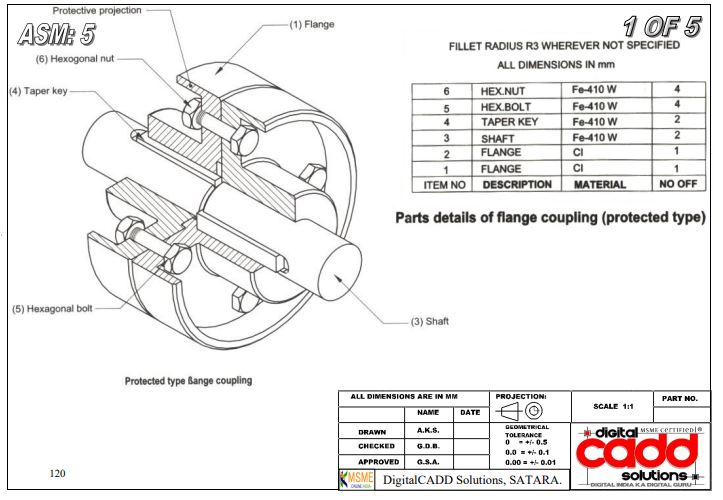 ASM: 5
1 OF 5
Protective projection
(1) Flange
(6) Hexogonal nut
(4) Taper key
(5) Hexagonal bolt
(3) Shaft
Protected type ßange coupling
FILLET RADIUS R3 WHEREVER NOT SPECIFIED
ALL DIMENSIONS IN mm
6 HEX.NUT Fe-410 W 4
5 HEX.BOLT Fe-410 W 4
4 TAPER KEY Fe-410 W 2
3 SHAFT Fe-410 W 2
2 FLANGE CI 1
1 FLANGE CI 1
ITEM NO DESCRIPTION MATERIAL NO OFF
Parts details of flange coupling (protected type)
ALL DIMENSIONS ARE IN MM
NAME DATE
DRAWN A.K.S.
CHECKED G.D.B.
APPROVED G.S.A.
PROJECTION:
GEOMETRICAL
TOLERANCE
0 = +/- 0.5
0.0 = +/- 0.1
0.00 = +/- 0.01
SCALE 1:1
PART NO.
MSME
ONLINE INDIA
DigitalCADD Solutions, SATARA.
digital MSME CERTIFIED ®
cadd
solutions
DIGITAL INDIA KA DIGITAL GURU
120